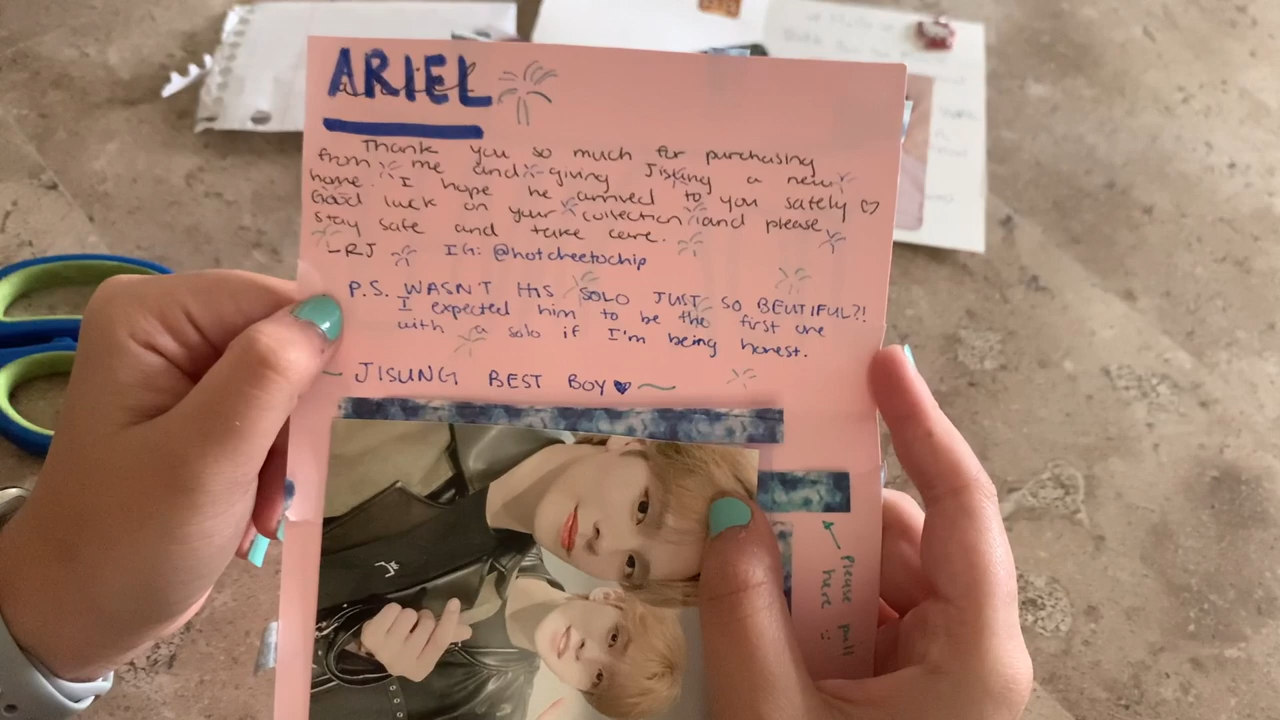 ARIEL
Thank you so much for purchasing
from me and giving Jisung a new
home. I hope he arrived to you safely ♡
Good luck on your collection and please
stay safe and take care.
-RJ IG: @hotcheetochip
P.S. WASN'T HIS SOLO JUST SO BEUTIFUL?!
I expected him to be the first one
with a solo if I'm being honest.
~ JISUNG BEST BOY ♥ ~
Please pull
here :)